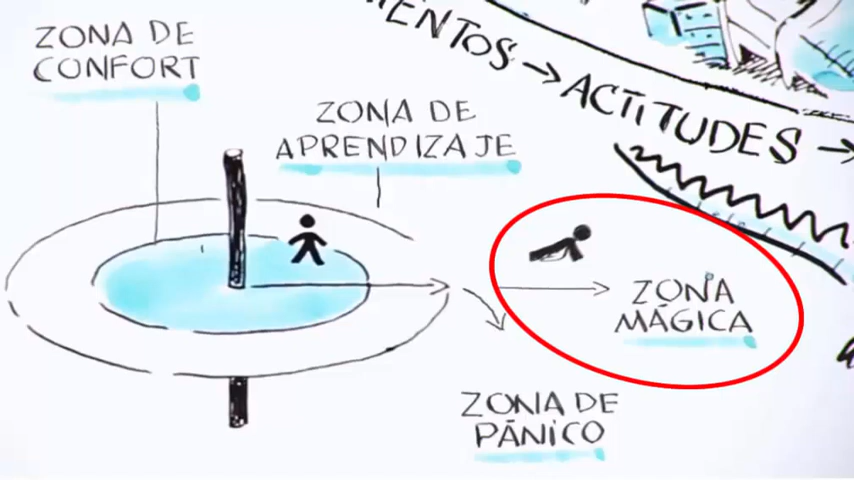 ZONA DE
CONFORT
ZONA DE
APRENDIZAJE
ACTITUDES
ZONA
MÁGICA
ZONA DE
PÁNICO